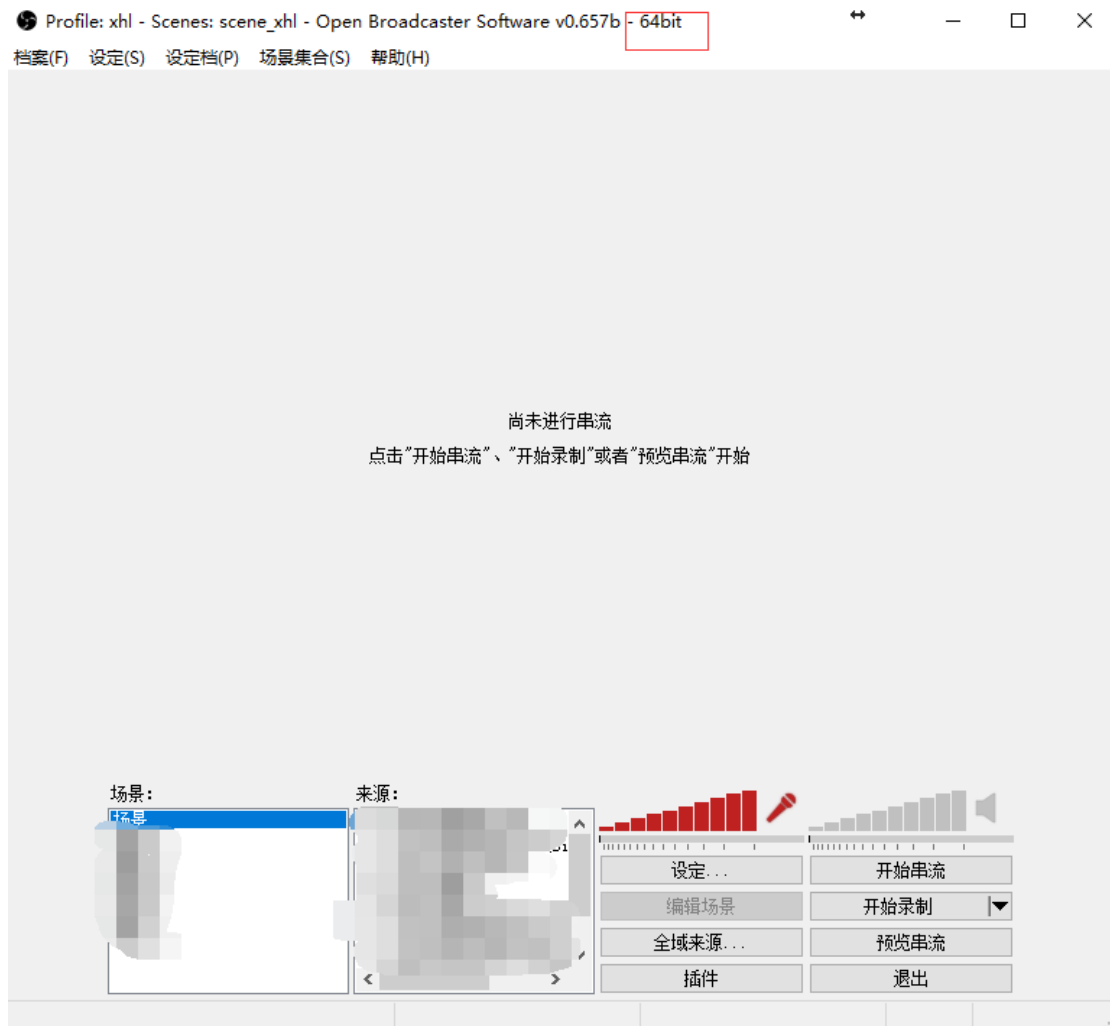 Profile: xhl - Scenes: scene_xhl - Open Broadcaster Software v0.657b - 64bit
档案(F) 设定(S) 设定档(P) 场景集合(S) 帮助(H)
尚未进行串流
点击"开始串流"、"开始录制"或者"预览串流"开始
场景:
来源:
场景
设定...
开始串流
编辑场景
开始录制
全域来源...
预览串流
插件
退出